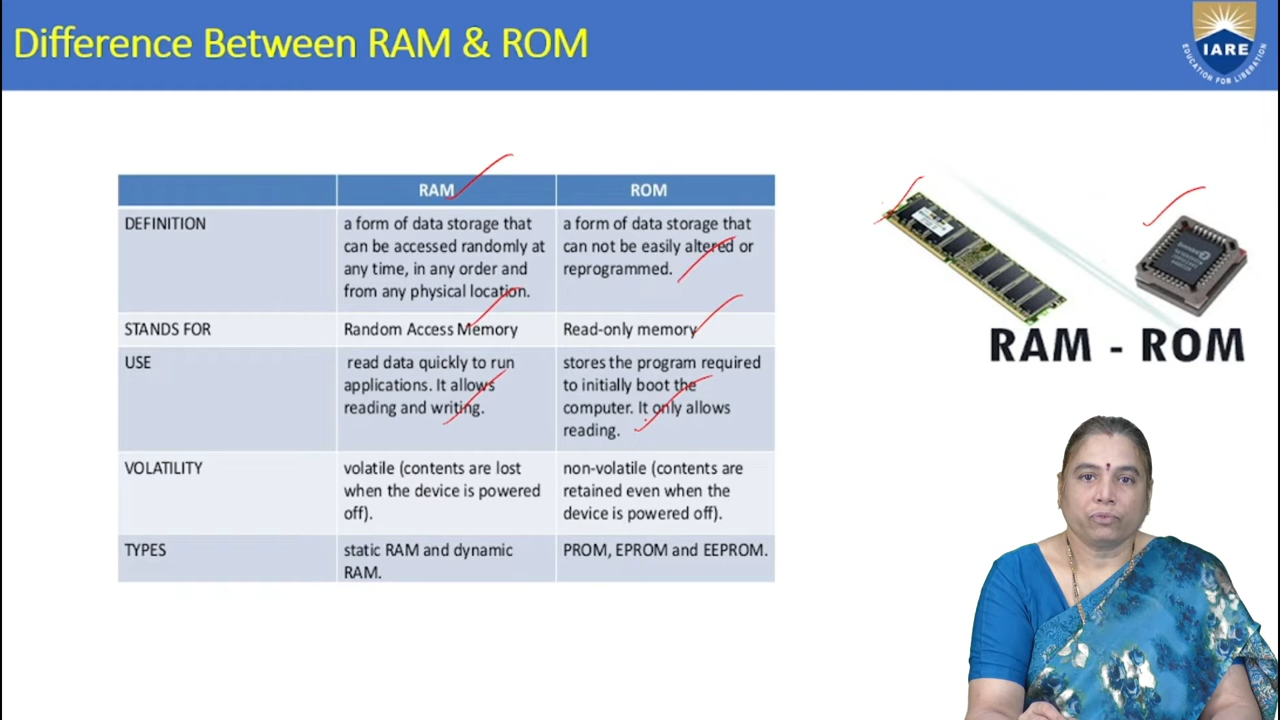 Difference Between RAM & ROM
IARE
EDUCATION FOR LIBERATION
RAM
ROM
DEFINITION
a form of data storage that
can be accessed randomly at
any time, in any order and
from any physical location.
a form of data storage that
can not be easily altered or
reprogrammed.
STANDS FOR
Random Access Memory
Read-only memory
USE
read data quickly to run
applications. It allows
reading and writing.
stores the program required
to initially boot the
computer. It only allows
reading.
VOLATILITY
volatile (contents are lost
when the device is powered
off).
non-volatile (contents are
retained even when the
device is powered off).
TYPES
static RAM and dynamic
RAM.
PROM, EPROM and EEPROM.
RAM - ROM